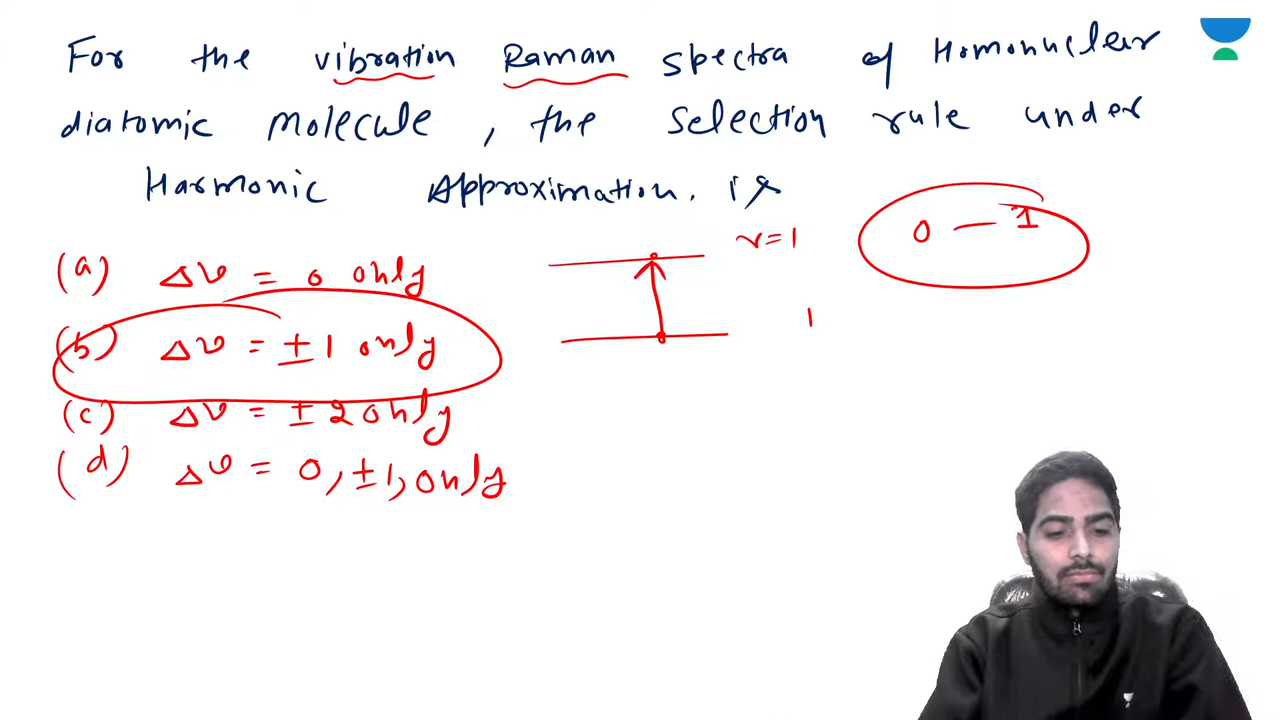 For the vibration Raman spectra of Homonuclear
diatomic molecule, the selection rule under
Harmonic Approximation. is
(a) Δv = 0 only
(b) Δv = ±1 only
(c) Δv = ±2 only
(d) Δv = 0, ±1, only
v=1
0 — 1
1